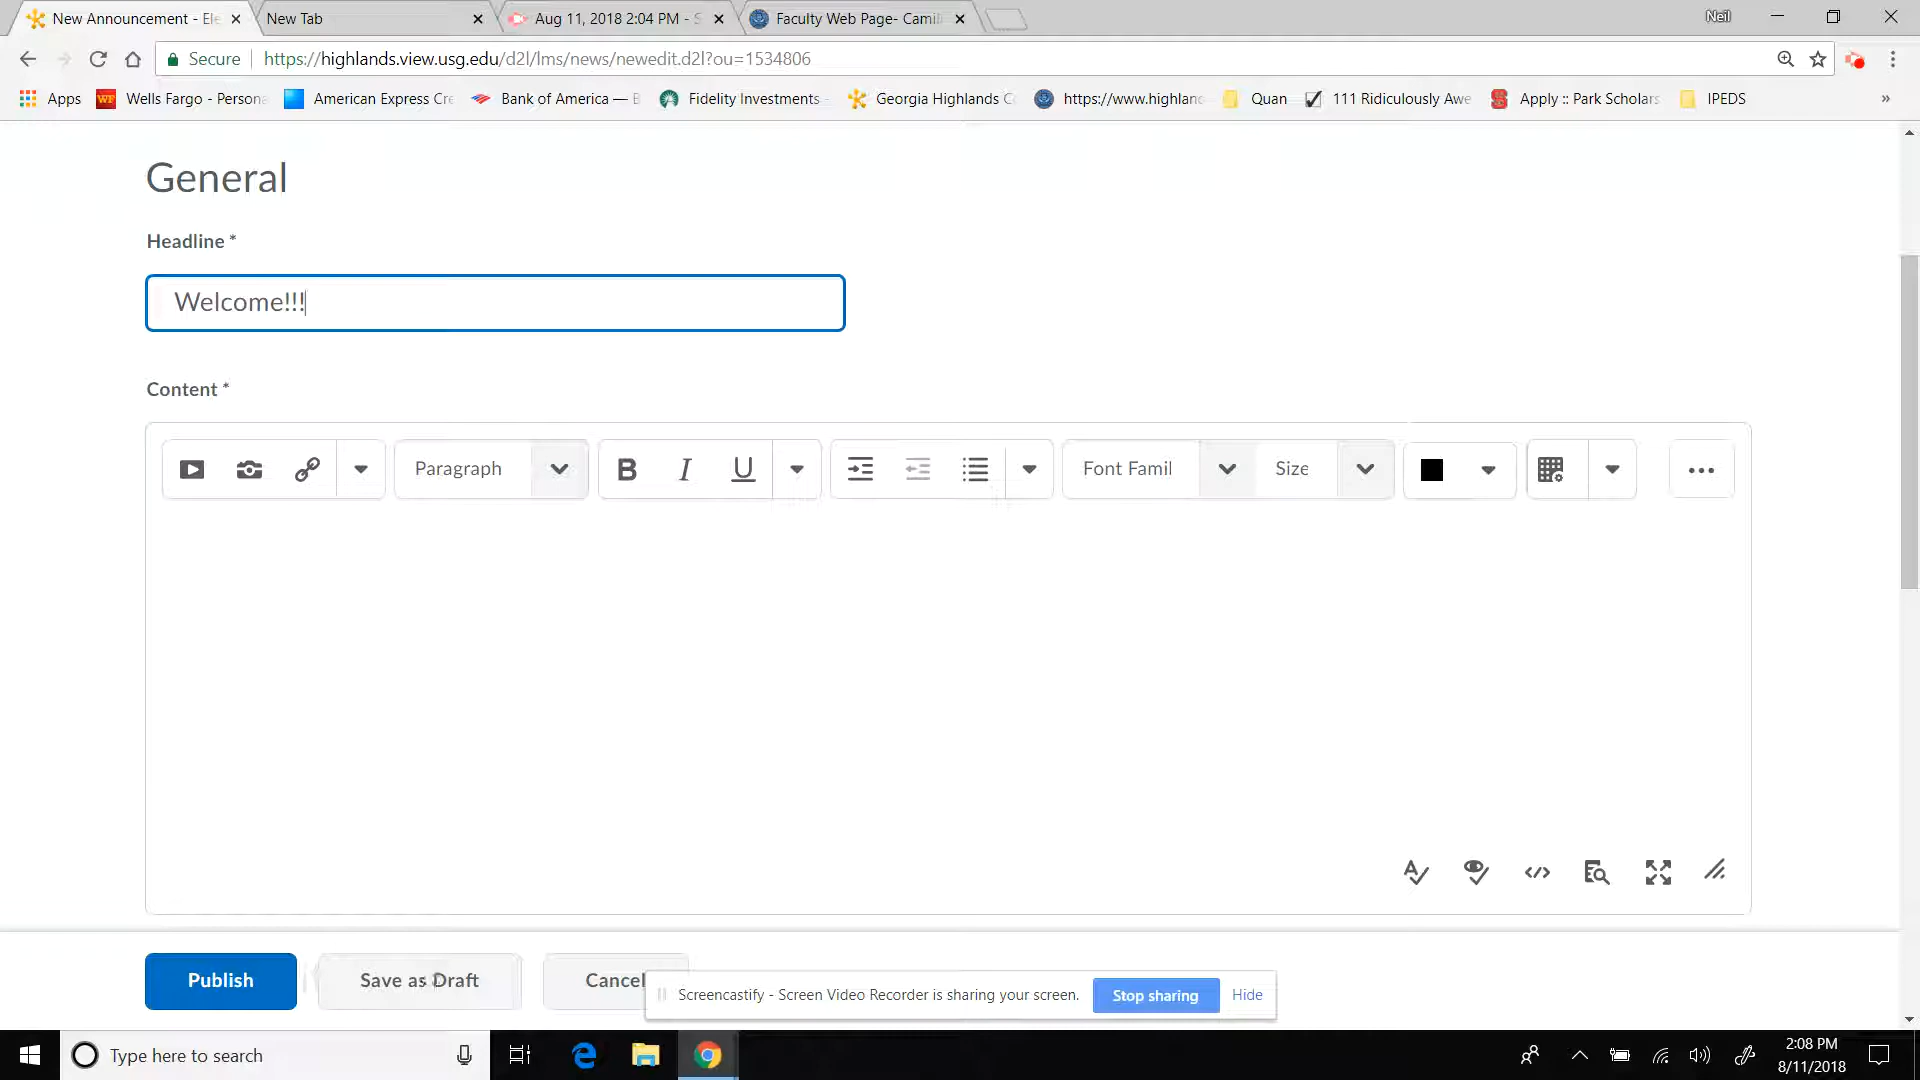 New Announcement - Ele
New Tab
Aug 11, 2018 2:04 PM - S
Faculty Web Page- Camil
Neil
Secure
https://highlands.view.usg.edu/d2l/lms/news/newedit.d2l?ou=1534806
Apps
Wells Fargo - Persona
American Express Cre
Bank of America — B
Fidelity Investments -
Georgia Highlands C
https://www.highlan
Quan
111 Ridiculously Awe
Apply :: Park Scholars
IPEDS
»
General
Headline *
Welcome!!!
Content *
Paragraph
B I U
Font Famil
Size
Publish
Save as Draft
Cancel
Screencastify - Screen Video Recorder is sharing your screen.
Stop sharing
Hide
Type here to search
2:08 PM
8/11/2018